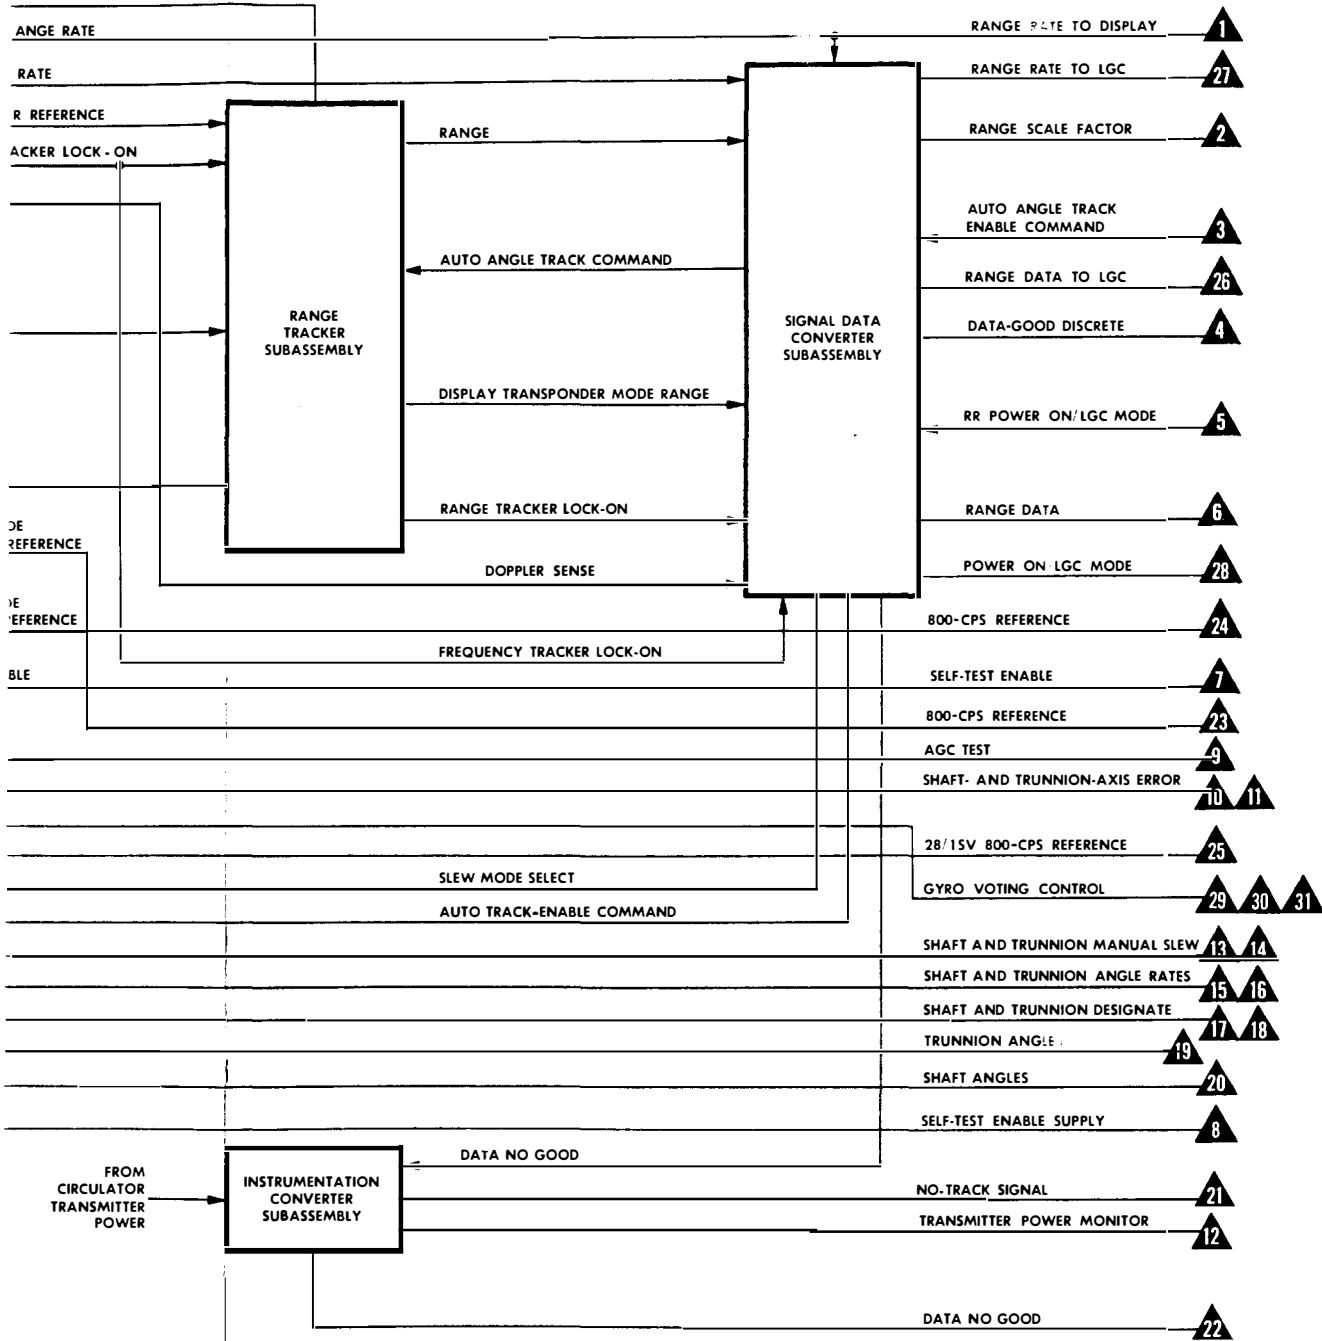 ANGE RATE
RANGE RATE TO DISPLAY
1
RATE
RANGE RATE TO LGC
27
R REFERENCE
RANGE
RANGE SCALE FACTOR
2
ACKER LOCK-ON
AUTO ANGLE TRACK
ENABLE COMMAND
3
AUTO ANGLE TRACK COMMAND
RANGE DATA TO LGC
26
RANGE
TRACKER
SUBASSEMBLY
SIGNAL DATA
CONVERTER
SUBASSEMBLY
DATA-GOOD DISCRETE
4
DISPLAY TRANSPONDER MODE RANGE
RR POWER ON/LGC MODE
5
RANGE TRACKER LOCK-ON
RANGE DATA
6
DE
REFERENCE
DOPPLER SENSE
POWER ON LGC MODE
28
DE
EFERENCE
800-CPS REFERENCE
24
FREQUENCY TRACKER LOCK-ON
BLE
SELF-TEST ENABLE
7
800-CPS REFERENCE
23
AGC TEST
9
SHAFT- AND TRUNNION-AXIS ERROR
10 11
28/15V 800-CPS REFERENCE
25
SLEW MODE SELECT
GYRO VOTING CONTROL
29 30 31
AUTO TRACK-ENABLE COMMAND
SHAFT AND TRUNNION MANUAL SLEW
13 14
SHAFT AND TRUNNION ANGLE RATES
15 16
SHAFT AND TRUNNION DESIGNATE
17 18
TRUNNION ANGLE
19
SHAFT ANGLES
20
SELF-TEST ENABLE SUPPLY
8
DATA NO GOOD
FROM
CIRCULATOR
TRANSMITTER
POWER
INSTRUMENTATION
CONVERTER
SUBASSEMBLY
NO-TRACK SIGNAL
21
TRANSMITTER POWER MONITOR
12
DATA NO GOOD
22